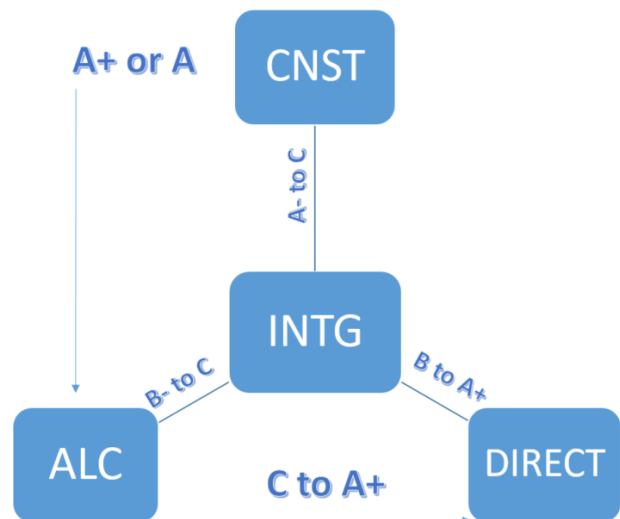 A+ or A
CNST
A- to C
INTG
B- to C
B to A+
ALC
C to A+
DIRECT